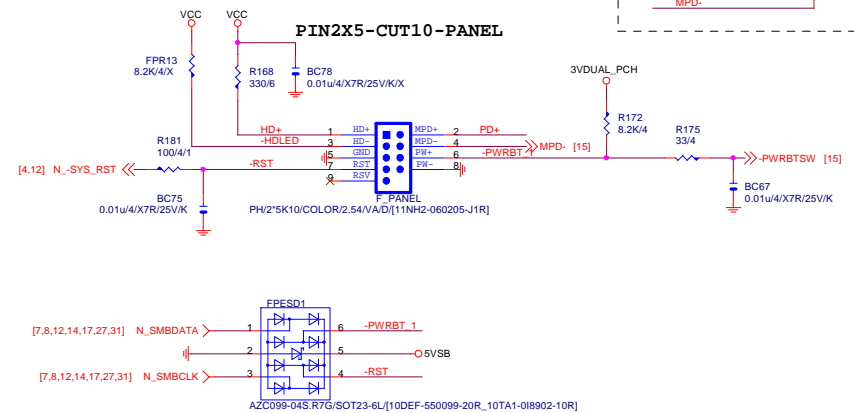 MPD-
VCC
VCC
PIN2X5-CUT10-PANEL
FPR13
8.2K/4/X
R168
330/6
BC78
0.01u/4/X7R/25V/K/X
3VDUAL_PCH
R172
8.2K/4
R175
33/4
HD+
1
HD+
MPD+
2
PD+
-HDLED
3
HD-
MPD-
4
MPD- [15]
5
GND
PW+
6
-PWRBT_1
-RST
7
RST
PW-
8
9
RSV
R181
100/4/1
[4,12] N_-SYS_RST
-PWRBTSW [15]
BC75
0.01u/4/X7R/25V/K
BC67
0.01u/4/X7R/25V/K
F_PANEL
PH/2*5K10/COLOR/2.54/VA/D/[11NH2-060205-J1R]
FPESD1
[7,8,12,14,17,27,31] N_SMBDATA
1
6
-PWRBT_1
2
5
5VSB
[7,8,12,14,17,27,31] N_SMBCLK
3
4
-RST
AZC099-04S.R7G/SOT23-6L/[10DEF-550099-20R_10TA1-0I8902-10R]